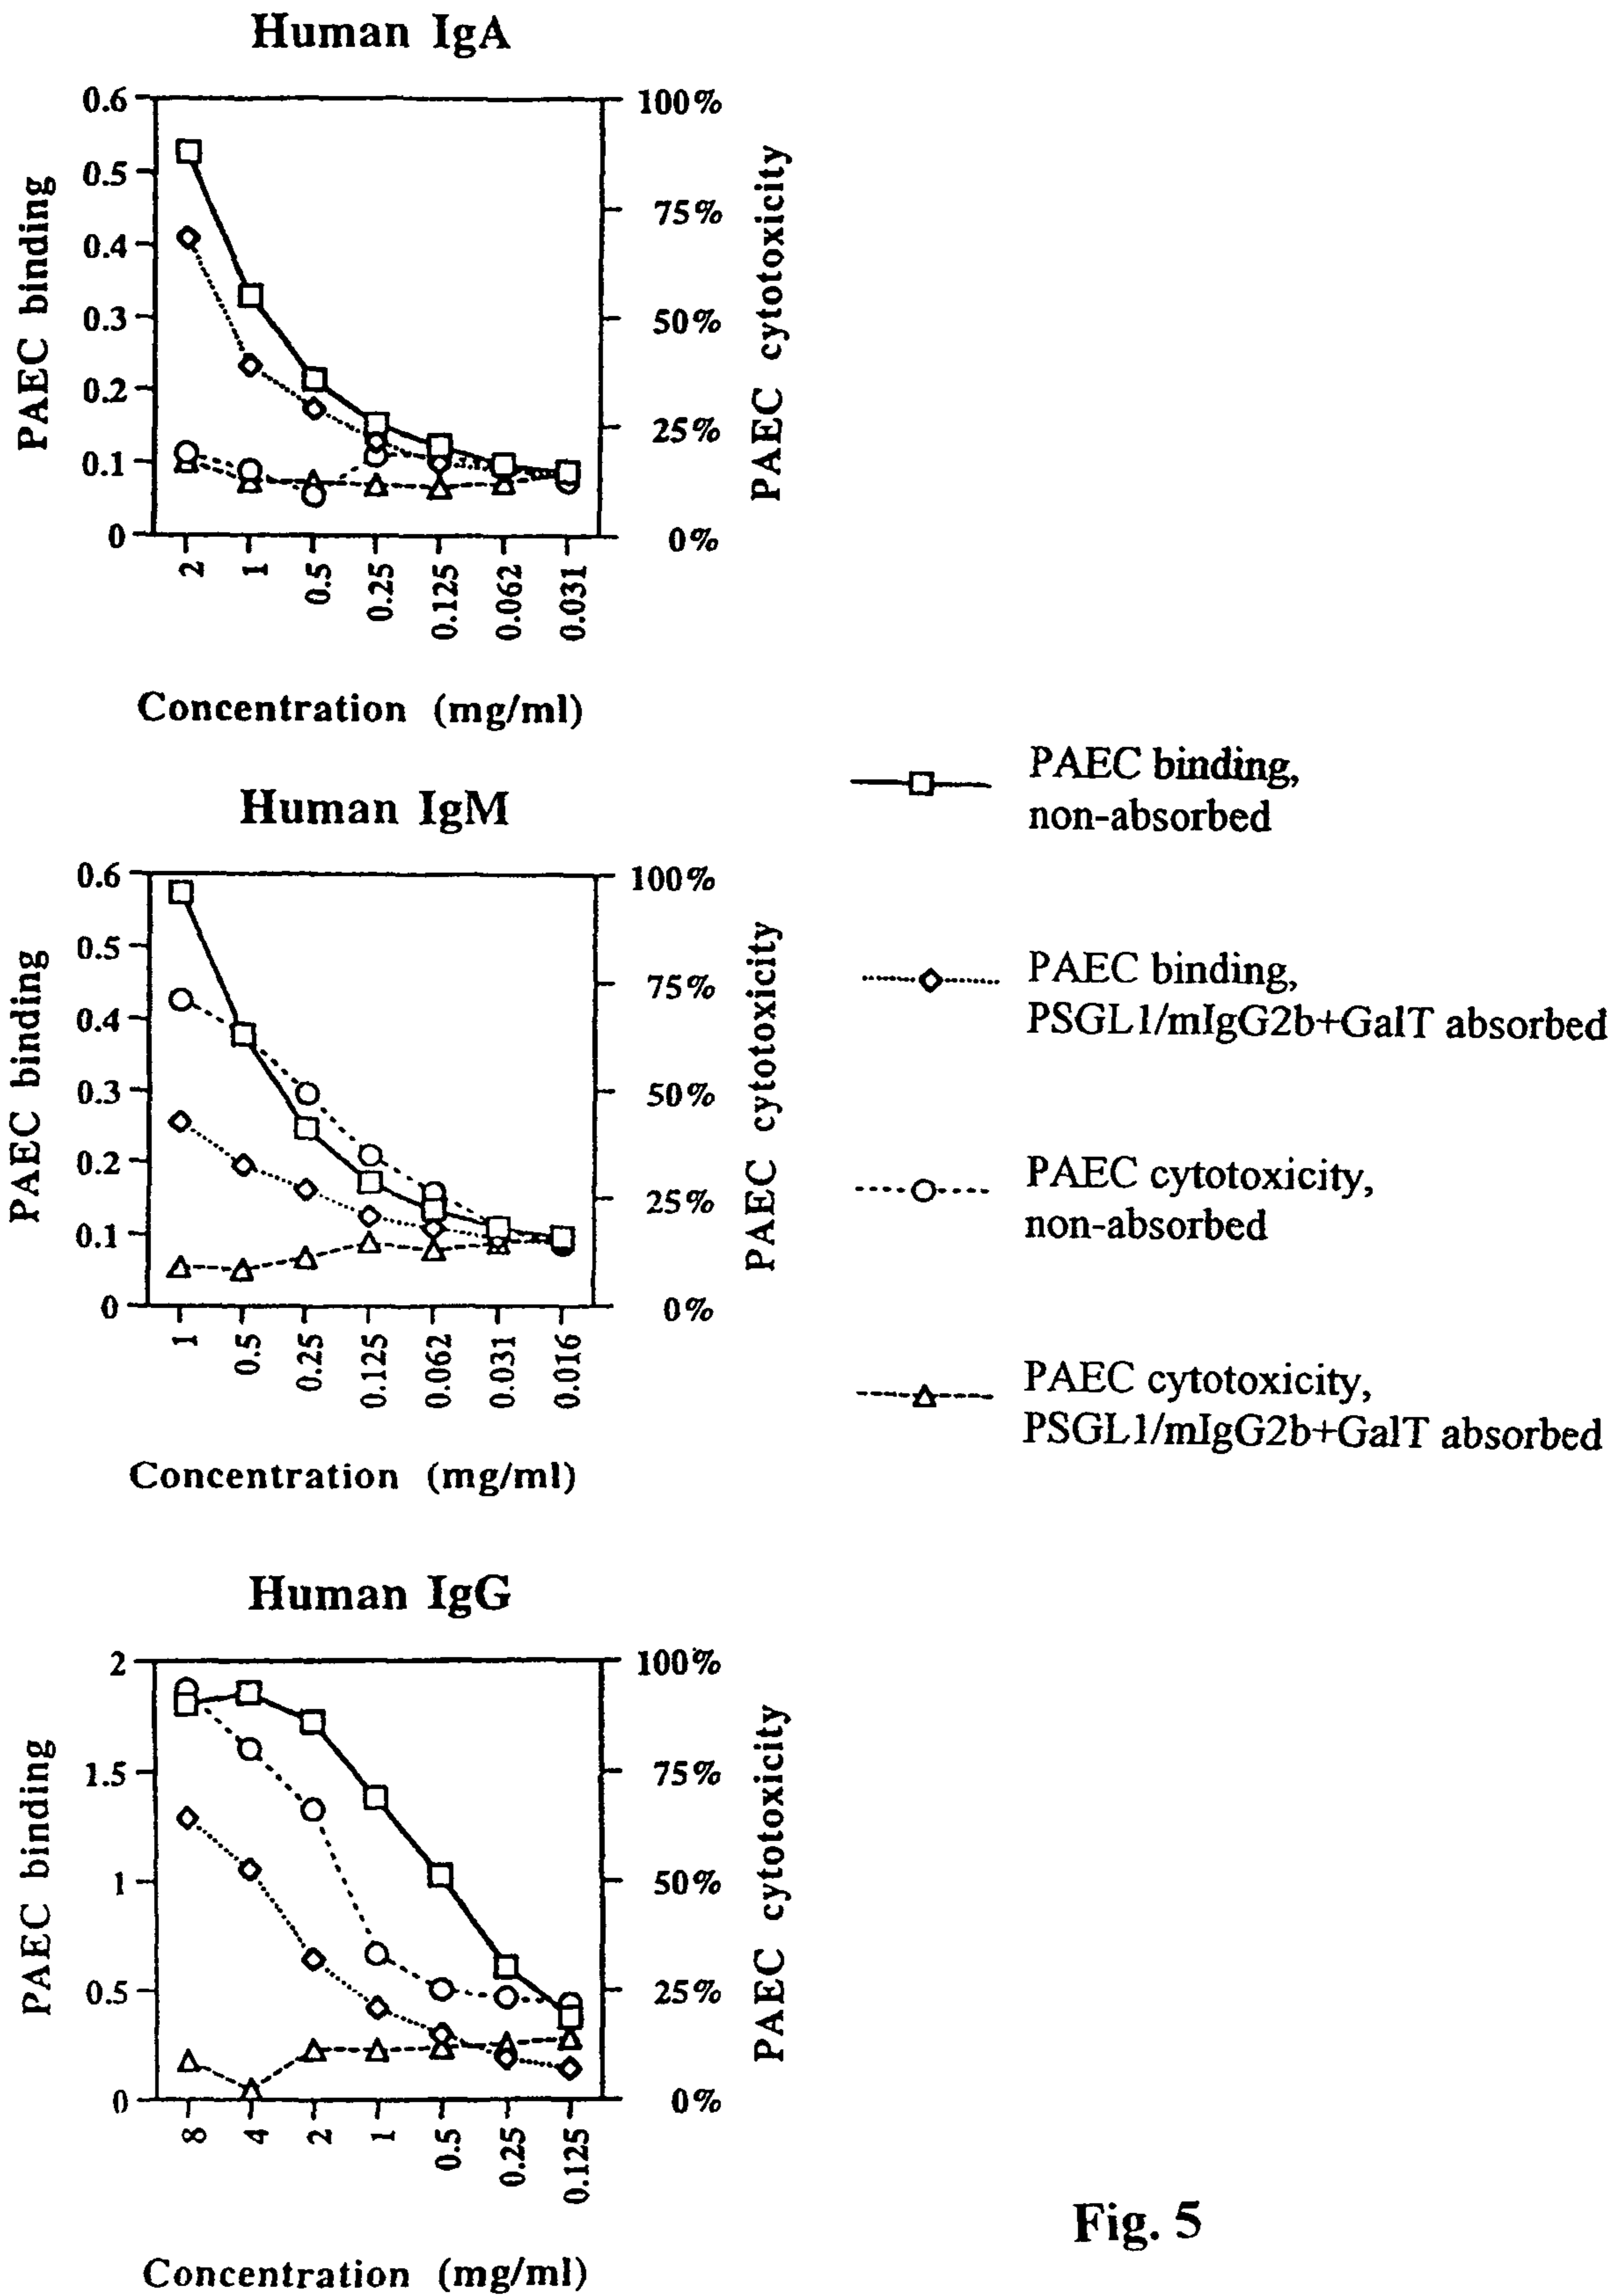 Human IgA
0.6
0.5
0.4
0.3
0.2
0.1
0
PAEC binding
100%
75%
50%
25%
0%
PAEC cytotoxicity
2
1
0.5
0.25
0.125
0.062
0.031
Concentration (mg/ml)
Human IgM
0.6
0.5
0.4
0.3
0.2
0.1
0
PAEC binding
100%
75%
50%
25%
0%
PAEC cytotoxicity
1
0.5
0.25
0.125
0.062
0.031
0.016
Concentration (mg/ml)
PAEC binding,
non-absorbed
PAEC binding,
PSGL1/mIgG2b+GalT absorbed
PAEC cytotoxicity,
non-absorbed
PAEC cytotoxicity,
PSGL1/mIgG2b+GalT absorbed
Human IgG
2
1.5
1
0.5
0
PAEC binding
100%
75%
50%
25%
0%
PAEC cytotoxicity
8
4
2
1
0.5
0.25
0.125
Concentration (mg/ml)
Fig. 5